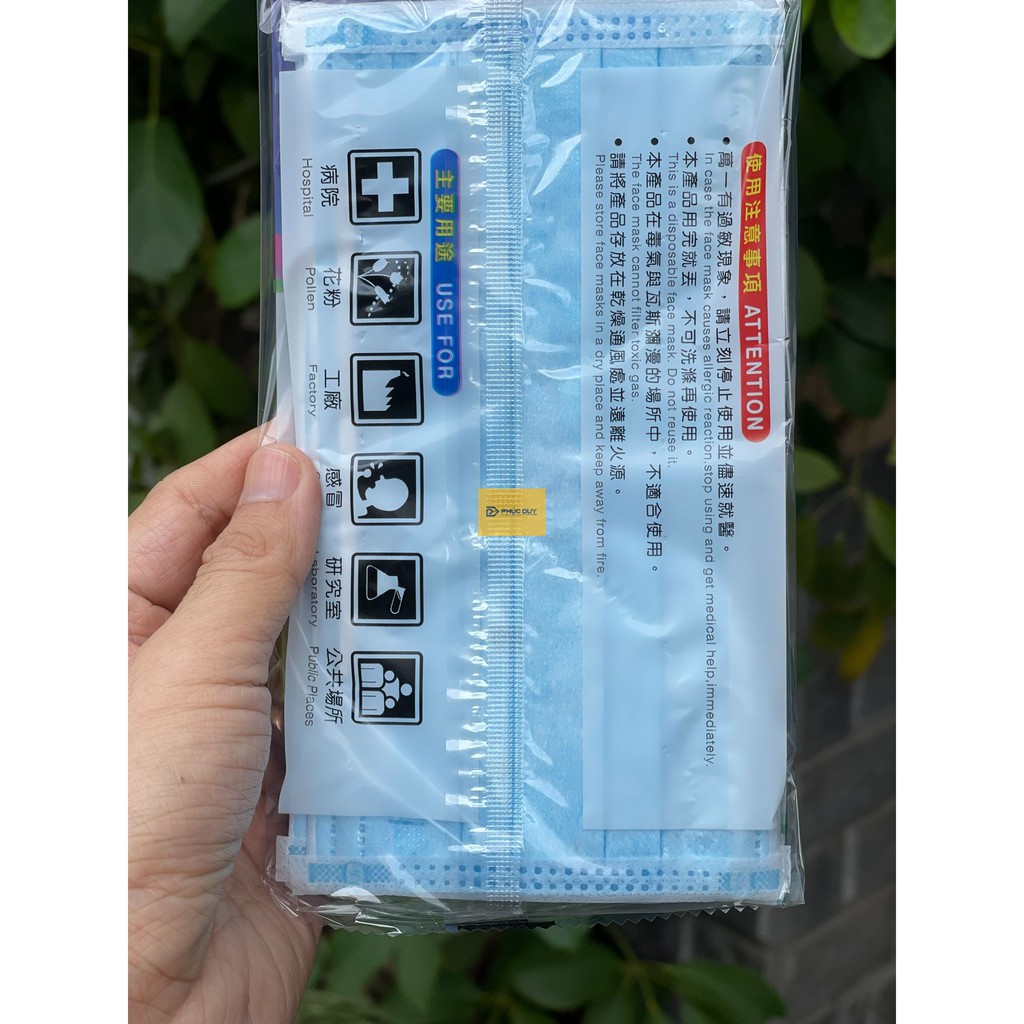 使用注意事項 ATTENTION
• 萬一有過敏現象，請立刻停止使用並儘速就醫。
In case the face mask causes allergic reaction,stop using and get medical help,immediately.
• 本產品用完就丟，不可洗滌再使用。
This is a disposable face mask. Do not reuse it.
• 本產品在毒氣與瓦斯瀰漫的場所中，不適合使用。
The face mask cannot filter toxic gas.
• 請將產品存放在乾燥通風處並遠離火源。
Please store face masks in a dry place and keep away from fire.
主要用途 USE FOR
病院
Hospital
花粉
Pollen
工廠
Factory
感冒
研究室
Laboratory
公共場所
Public Places
PHUC DUY